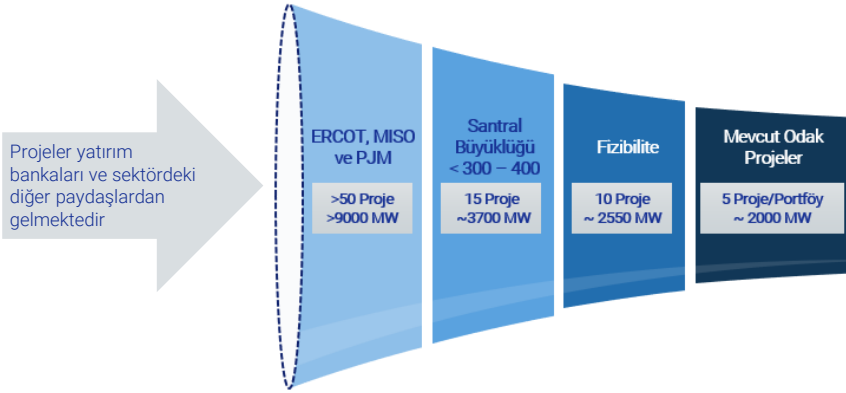 Projeler yatırım
bankaları ve sektördeki
diğer paydaşlardan
gelmektedir
ERCOT, MISO
ve PJM
>50 Proje
>9000 MW
Santral
Büyüklüğü
< 300 – 400
15 Proje
~3700 MW
Fizibilite
10 Proje
~ 2550 MW
Mevcut Odak
Projeler
5 Proje/Portföy
~ 2000 MW